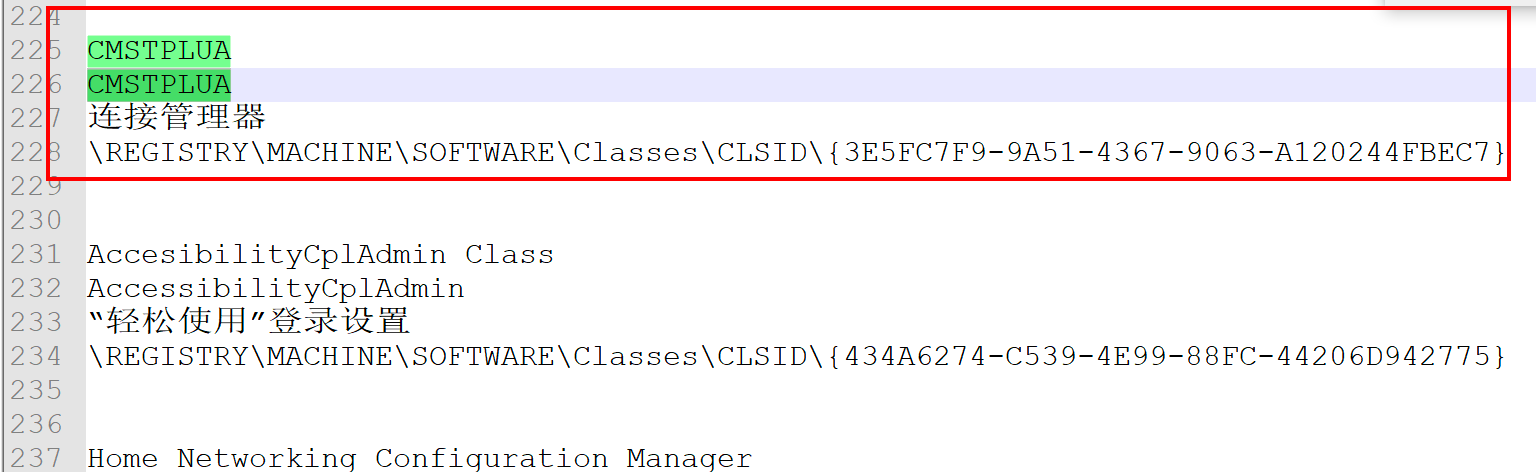 224
225 CMSTPLUA
226 CMSTPLUA
227 连接管理器
228 \REGISTRY\MACHINE\SOFTWARE\Classes\CLSID\{3E5FC7F9-9A51-4367-9063-A120244FBEC7}
229
230
231 AccesibilityCplAdmin Class
232 AccessibilityCplAdmin
233 “轻松使用”登录设置
234 \REGISTRY\MACHINE\SOFTWARE\Classes\CLSID\{434A6274-C539-4E99-88FC-44206D942775}
235
236
237 Home Networking Configuration Manager